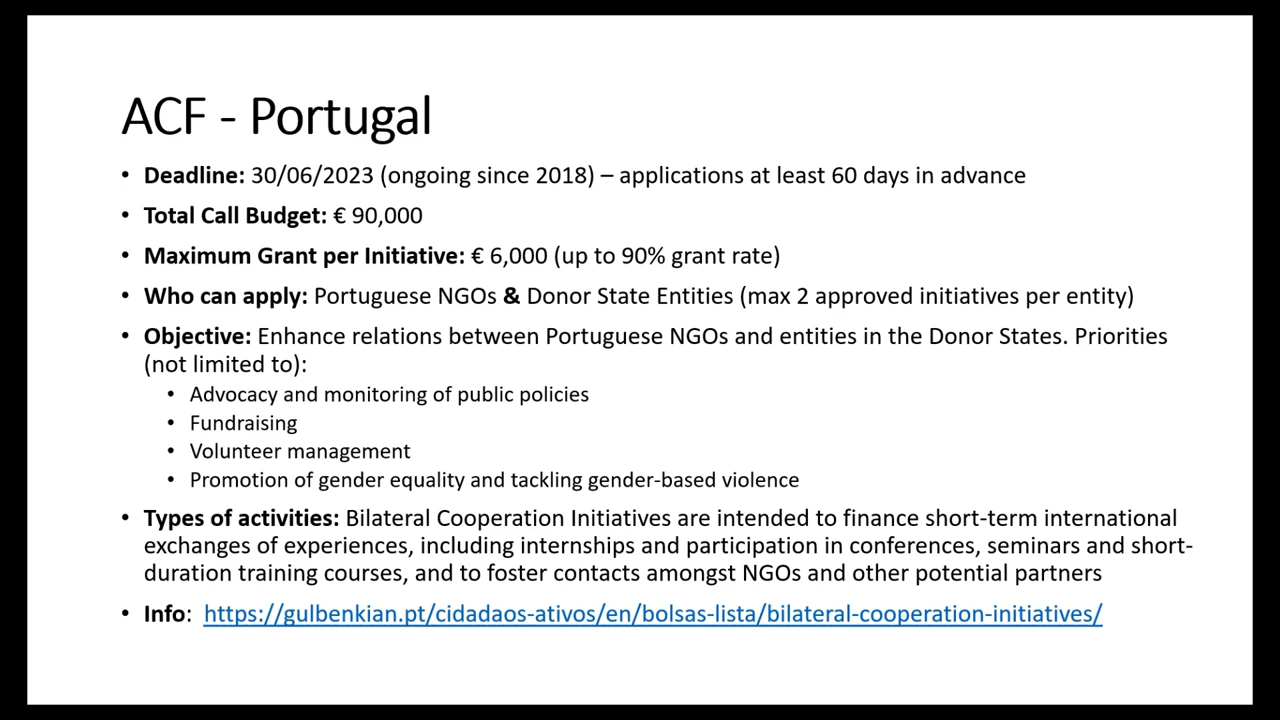 ACF - Portugal
• Deadline: 30/06/2023 (ongoing since 2018) – applications at least 60 days in advance
• Total Call Budget: € 90,000
• Maximum Grant per Initiative: € 6,000 (up to 90% grant rate)
• Who can apply: Portuguese NGOs & Donor State Entities (max 2 approved initiatives per entity)
• Objective: Enhance relations between Portuguese NGOs and entities in the Donor States. Priorities
(not limited to):
• Advocacy and monitoring of public policies
• Fundraising
• Volunteer management
• Promotion of gender equality and tackling gender-based violence
• Types of activities: Bilateral Cooperation Initiatives are intended to finance short-term international
exchanges of experiences, including internships and participation in conferences, seminars and short-
duration training courses, and to foster contacts amongst NGOs and other potential partners
• Info: https://gulbenkian.pt/cidadaos-ativos/en/bolsas-lista/bilateral-cooperation-initiatives/